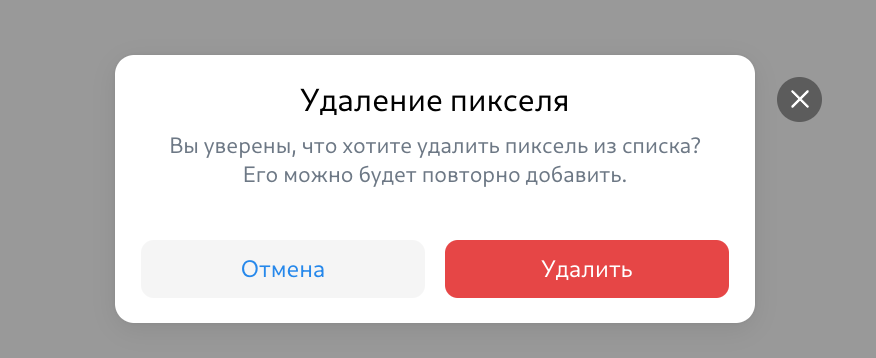 Удаление пикселя
Вы уверены, что хотите удалить пиксель из списка?
Его можно будет повторно добавить.
Отмена
Удалить